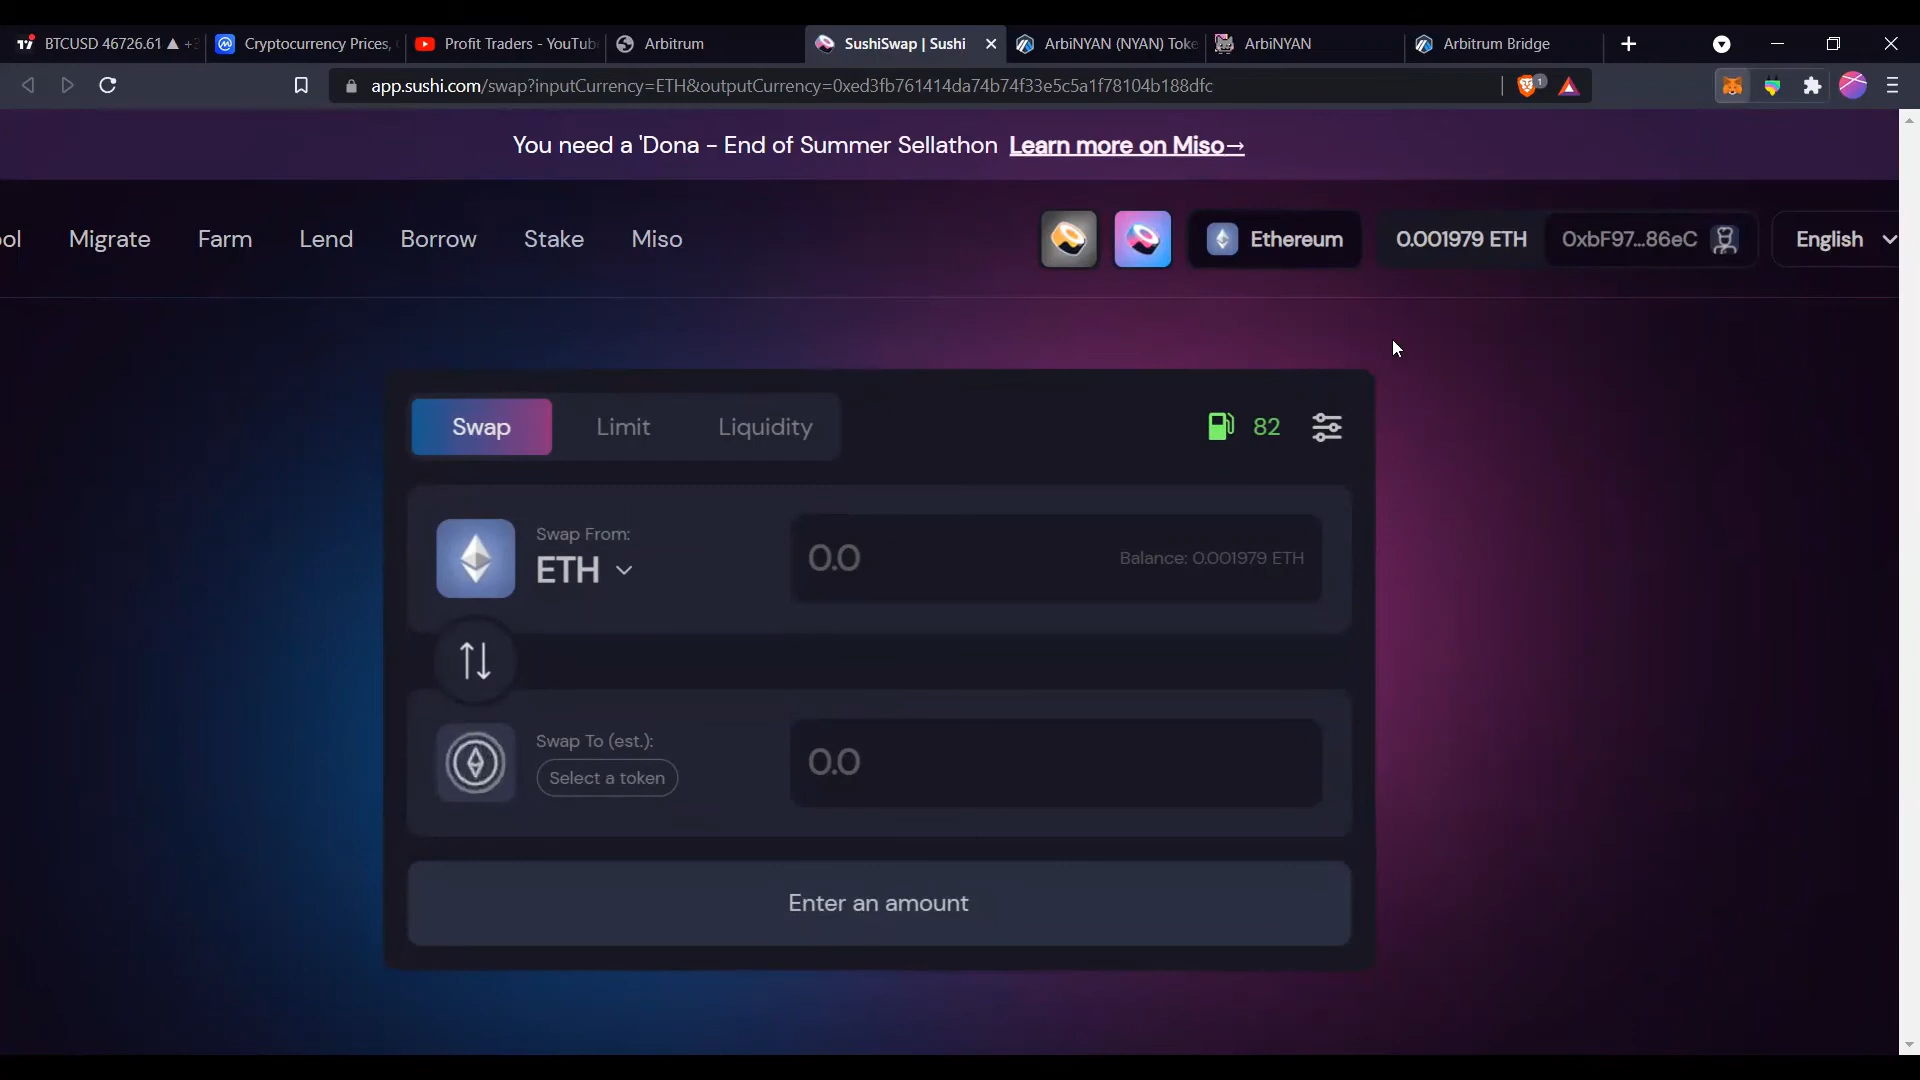 BTCUSD 46726.61 ▲ +3
Cryptocurrency Prices,
Profit Traders - YouTub
Arbitrum
SushiSwap | Sushi
ArbiNYAN (NYAN) Toke
ArbiNYAN
Arbitrum Bridge
app.sushi.com/swap?inputCurrency=ETH&outputCurrency=0xed3fb761414da74b74f33e5c5a1f78104b188dfc
1
You need a 'Dona – End of Summer Sellathon Learn more on Miso→
ol
Migrate
Farm
Lend
Borrow
Stake
Miso
Ethereum
0.001979 ETH
0xbF97...86eC
English
Swap
Limit
Liquidity
82
Swap From:
ETH
0.0
Balance: 0.001979 ETH
Swap To (est.):
Select a token
0.0
Enter an amount